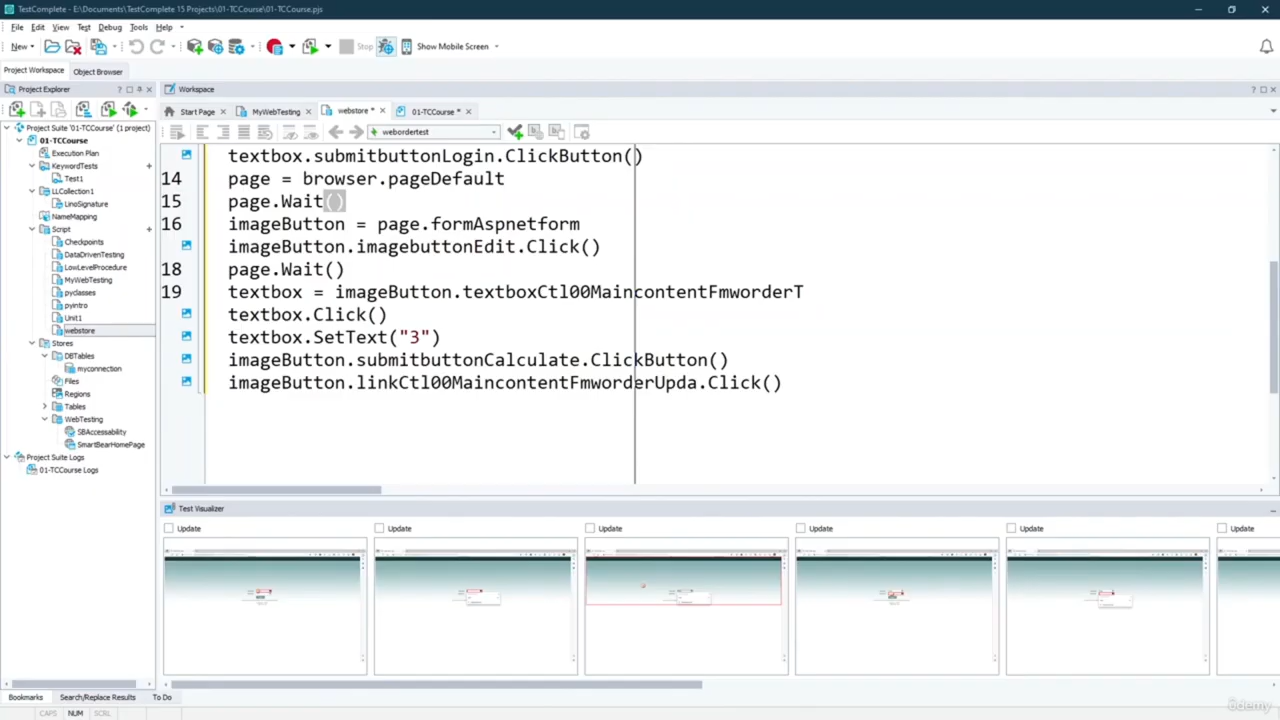 TestComplete - E:\Documents\TestComplete 15 Projects\01-TCCourse\01-TCCourse.pjs
File Edit View Test Debug Tools Help
New Stop Show Mobile Screen
Project Workspace Object Browser
Project Explorer
Workspace
Start Page MyWebTesting webstore * 01-TCCourse *
webordertest
Project Suite '01-TCCourse' (1 project)
01-TCCourse
Execution Plan
KeywordTests
Test1
LLCollection1
LinoSignature
NameMapping
Script
Checkpoints
DataDrivenTesting
LowLevelProcedure
MyWebTesting
pyclasses
pyintro
Unit1
webstore
Stores
DBTables
myconnection
Files
Regions
Tables
WebTesting
SBAccessability
SmartBearHomePage
Project Suite Logs
01-TCCourse Logs
textbox.submitbuttonLogin.ClickButton()
14 page = browser.pageDefault
15 page.Wait()
16 imageButton = page.formAspnetform
imageButton.imagebuttonEdit.Click()
18 page.Wait()
19 textbox = imageButton.textboxCtl00MaincontentFmworderT
textbox.Click()
textbox.SetText("3")
imageButton.submitbuttonCalculate.ClickButton()
imageButton.linkCtl00MaincontentFmworderUpda.Click()
Test Visualizer
Update Update Update Update Update Update
Bookmarks Search/Replace Results To Do
CAPS NUM SCRL
ûdemy